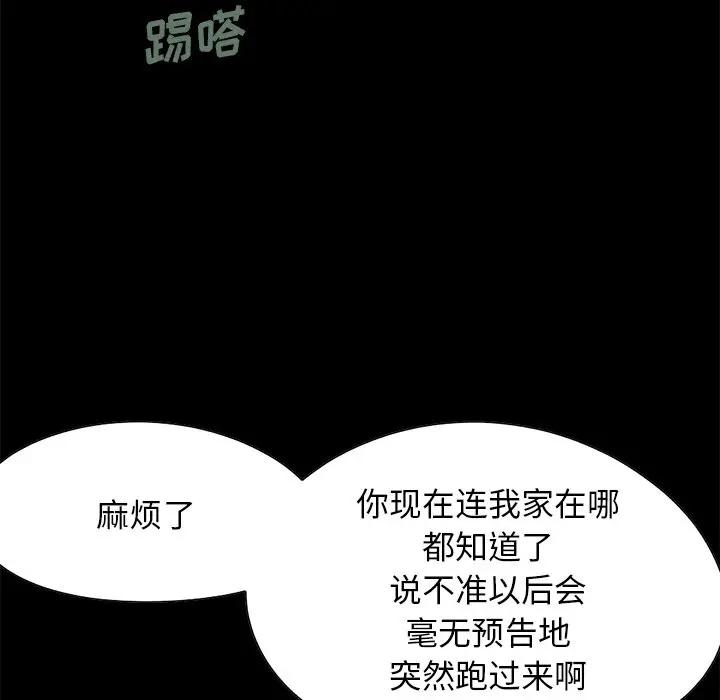 踢嗒
麻烦了
你现在连我家在哪
都知道了
说不准以后会
毫无预告地
突然跑过来啊